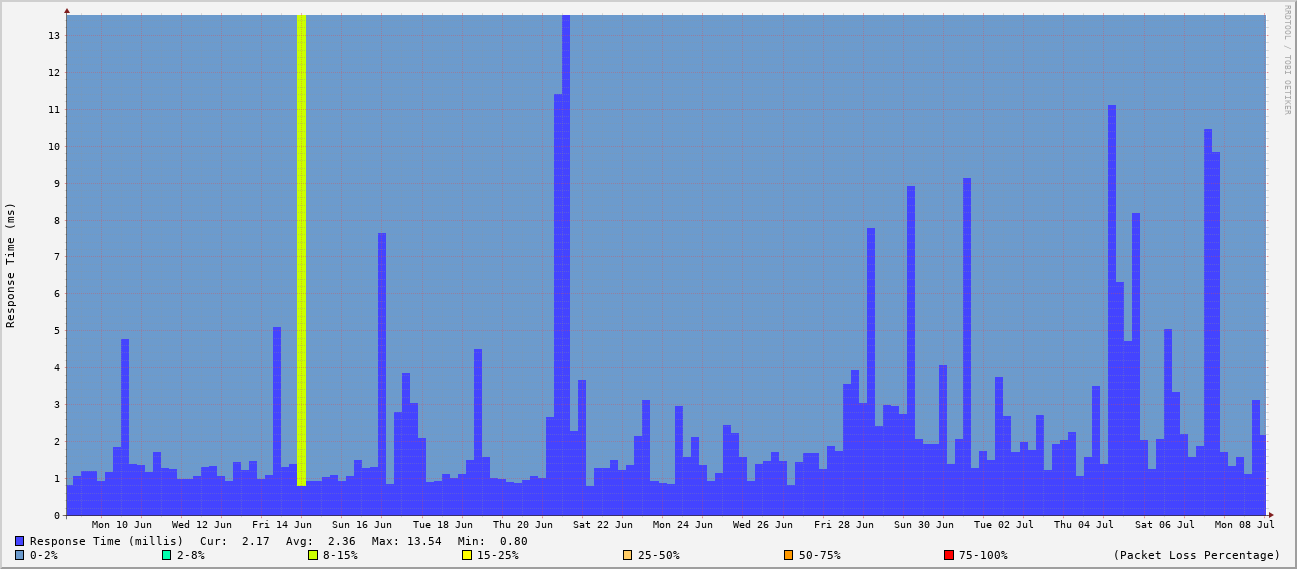 RRDTOOL / TOBI OETIKER
Response Time (ms)
13
12
11
10
9
8
7
6
5
4
3
2
1
0
Mon 10 Jun Wed 12 Jun Fri 14 Jun Sun 16 Jun Tue 18 Jun Thu 20 Jun Sat 22 Jun Mon 24 Jun Wed 26 Jun Fri 28 Jun Sun 30 Jun Tue 02 Jul Thu 04 Jul Sat 06 Jul Mon 08 Jul
Response Time (millis) Cur: 2.17 Avg: 2.36 Max: 13.54 Min: 0.80
0-2% 2-8% 8-15% 15-25% 25-50% 50-75% 75-100% (Packet Loss Percentage)